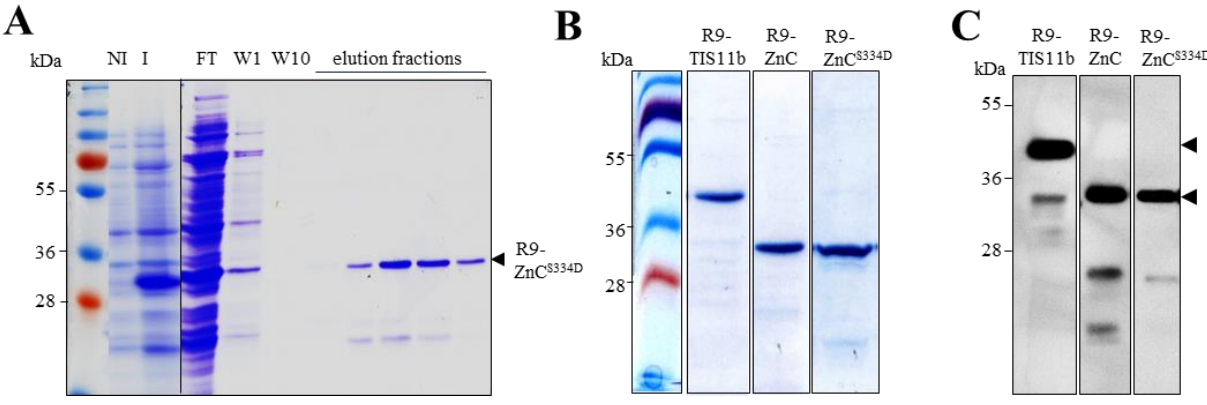 A
kDa
NI I FT W1 W10 elution fractions
55
36
28
R9-
ZnC^S334D
B
R9-
TIS11b
R9-
ZnC
R9-
ZnC^S334D
55
36
28
C
kDa
R9-
TIS11b
R9-
ZnC
R9-
ZnC^S334D
55
36
28